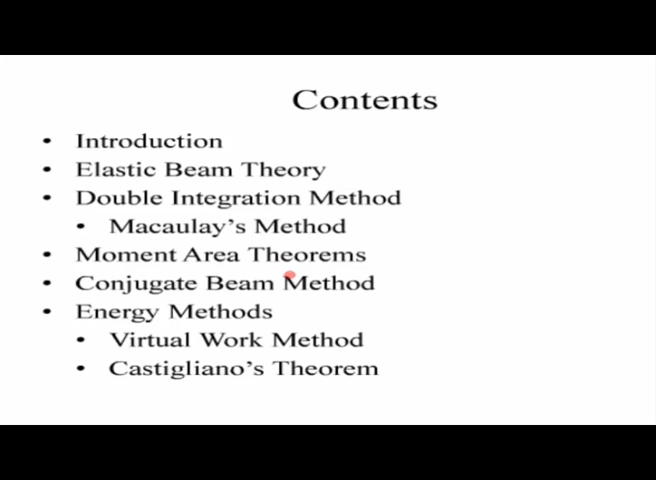 Contents
• Introduction
• Elastic Beam Theory
• Double Integration Method
• Macaulay's Method
• Moment Area Theorems
• Conjugate Beam Method
• Energy Methods
• Virtual Work Method
• Castigliano's Theorem